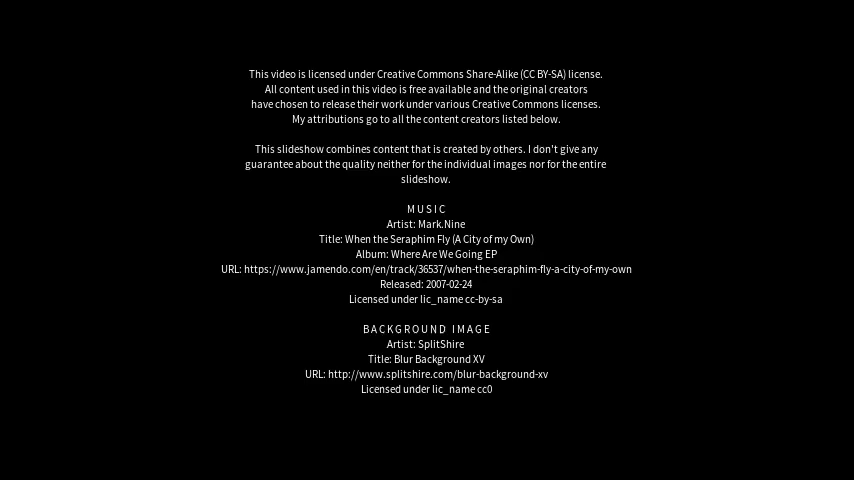 This video is licensed under Creative Commons Share-Alike (CC BY-SA) license.
All content used in this video is free available and the original creators
have chosen to release their work under various Creative Commons licenses.
My attributions go to all the content creators listed below.
This slideshow combines content that is created by others. I don't give any
guarantee about the quality neither for the individual images nor for the entire
slideshow.
MUSIC
Artist: Mark.Nine
Title: When the Seraphim Fly (A City of my Own)
Album: Where Are We Going EP
URL: https://www.jamendo.com/en/track/36537/when-the-seraphim-fly-a-city-of-my-own
Released: 2007-02-24
Licensed under lic_name cc-by-sa
BACKGROUND IMAGE
Artist: SplitShire
Title: Blur Background XV
URL: http://www.splitshire.com/blur-background-xv
Licensed under lic_name cc0